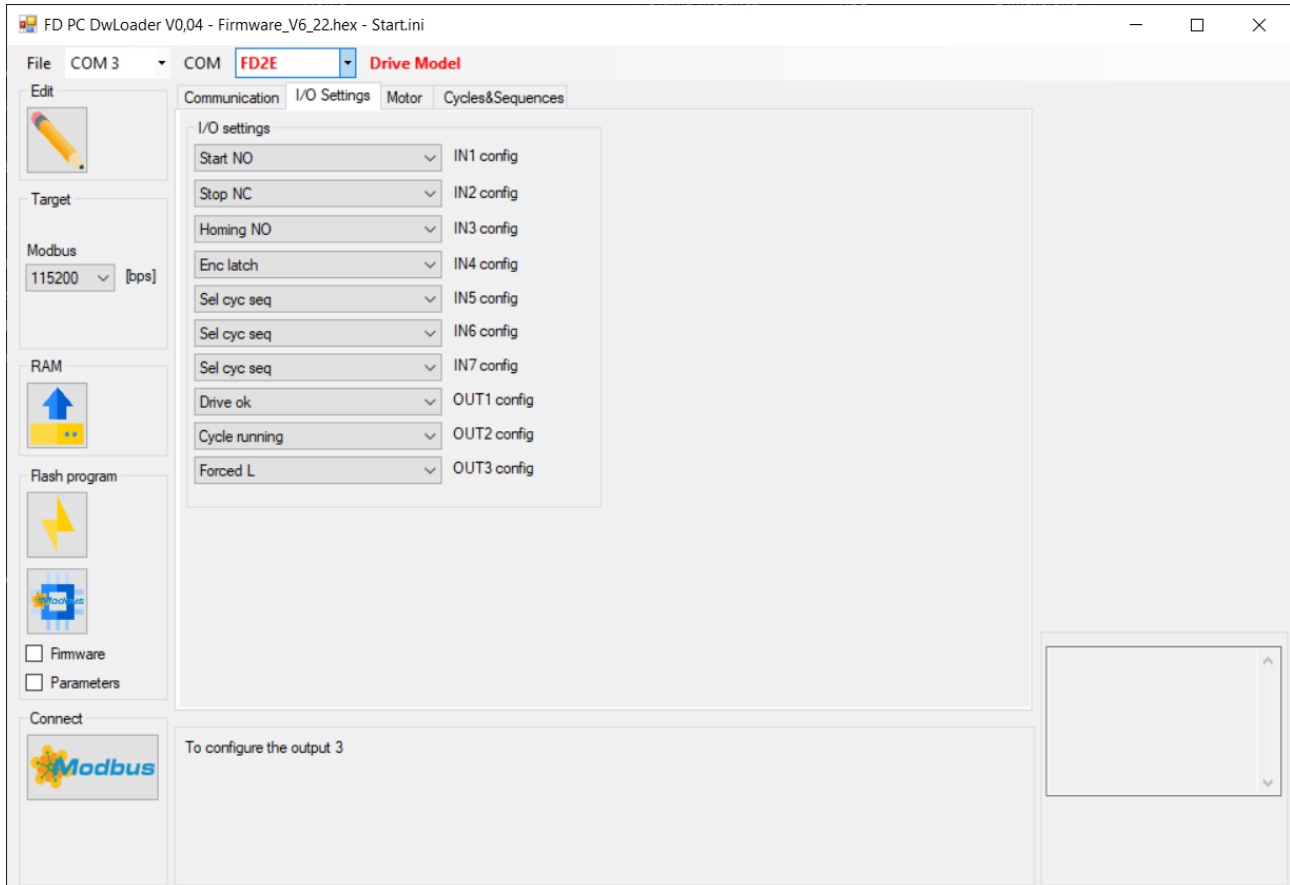 FD PC DwLoader V0,04 - Firmware_V6_22.hex - Start.ini
File COM 3 COM FD2E Drive Model
Edit
Communication I/O Settings Motor Cycles&Sequences
I/O settings
Start NO IN1 config
Stop NC IN2 config
Target
Homing NO IN3 config
Modbus
Enc latch IN4 config
115200 [bps]
Sel cyc seq IN5 config
Sel cyc seq IN6 config
Sel cyc seq IN7 config
RAM
Drive ok OUT1 config
Cycle running OUT2 config
Forced L OUT3 config
Flash program
Modbus
Firmware
Parameters
Connect
Modbus
To configure the output 3